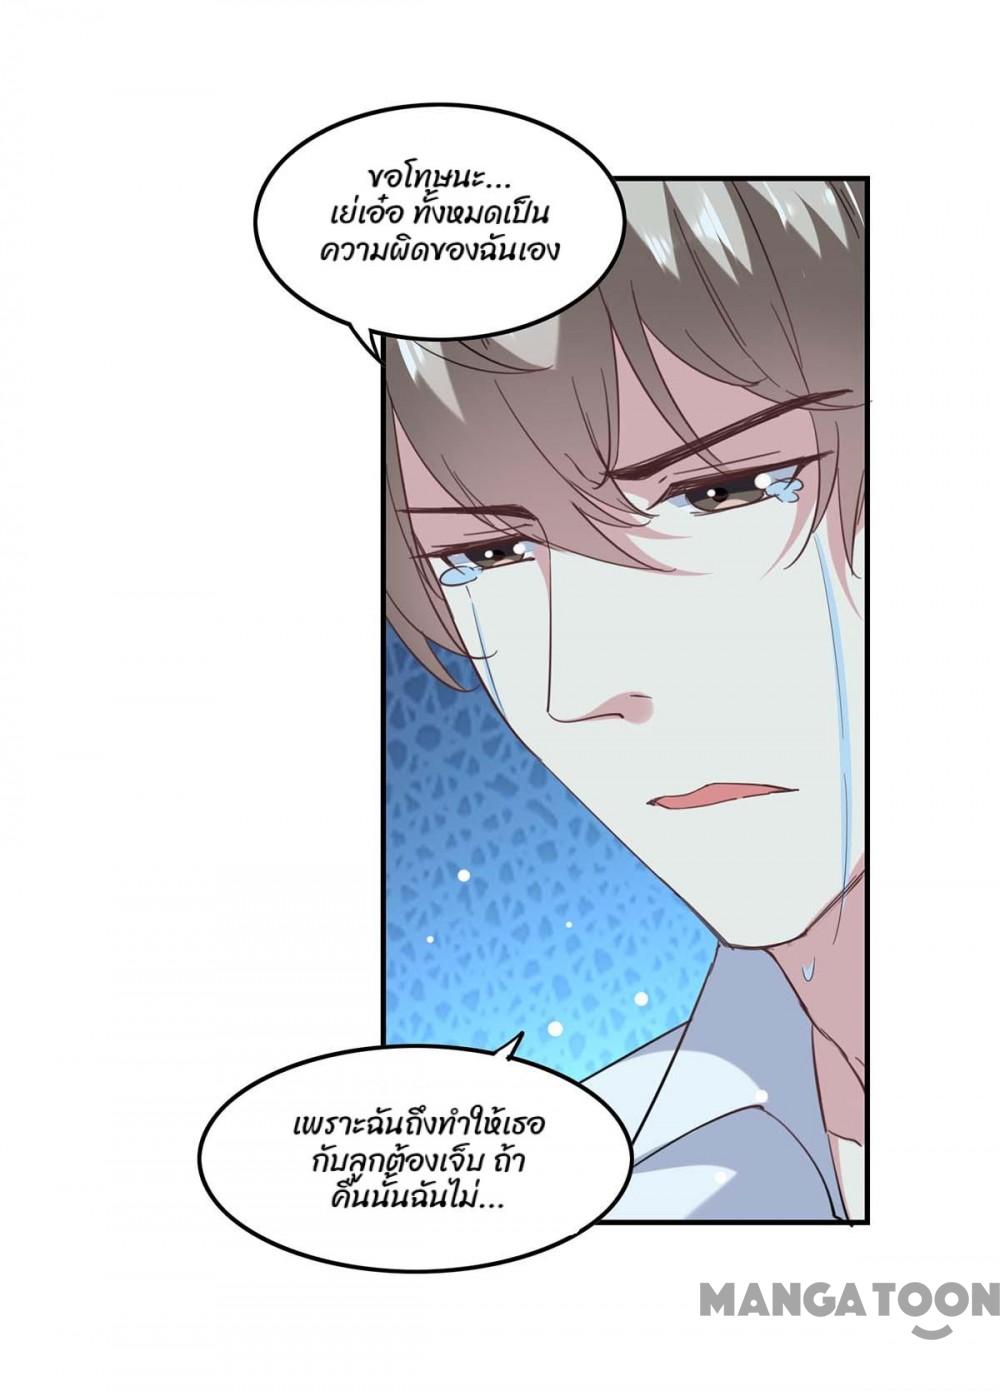 ขอโทษนะ...
เย่เอ๋อ ทั้งหมดเป็น
ความผิดของฉันเอง
เพราะฉันถึงทำให้เธอ
กับลูกต้องเจ็บ ถ้า
คืนนั้นฉันไม่...
MANGATOON